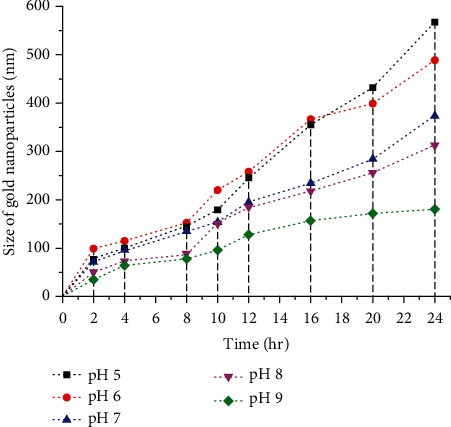 Size of gold nanoparticles (nm)
600
500
400
300
200
100
0
0 2 4 6 8 10 12 14 16 18 20 22 24
Time (hr)
pH 5
pH 6
pH 7
pH 8
pH 9